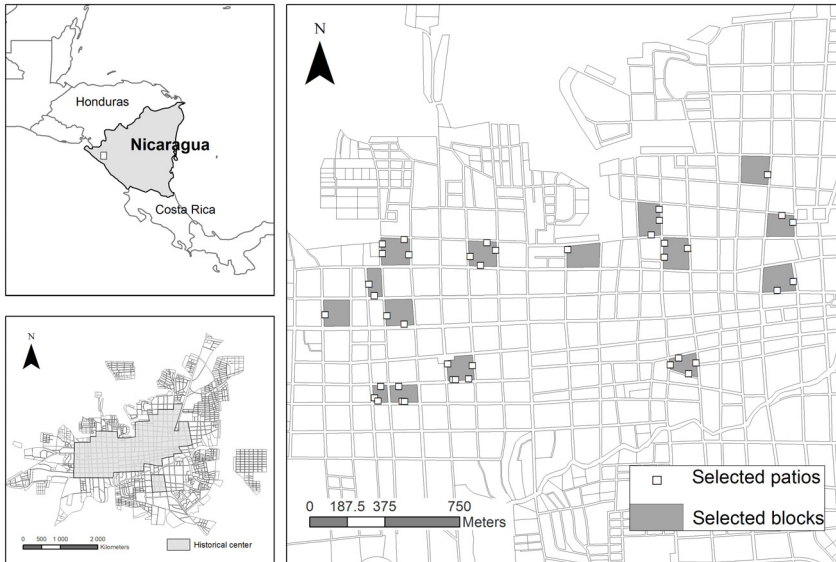 Honduras
Nicaragua
Costa Rica
N
0 500 1 000 2 000
Kilometers
Historical center
N
0 187.5 375 750
Meters
Selected patios
Selected blocks